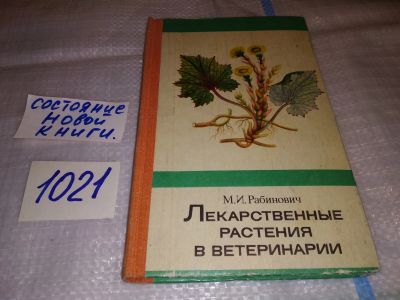 состояние
новой
книги.
1021
М.И.Рабинович
Лекарственные
растения
в ветеринарии